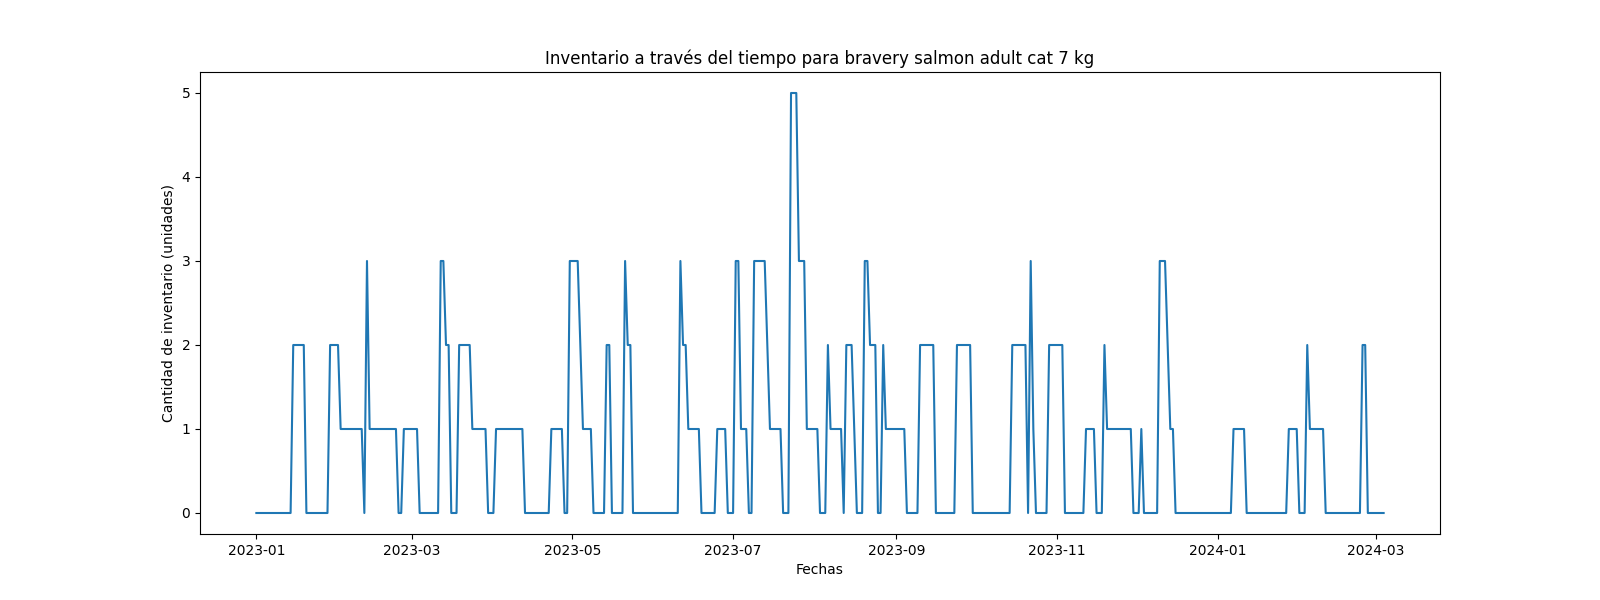 Inventario a través del tiempo para bravery salmon adult cat 7 kg
Cantidad de inventario (unidades)
5
4
3
2
1
0
2023-01 2023-03 2023-05 2023-07 2023-09 2023-11 2024-01 2024-03
Fechas